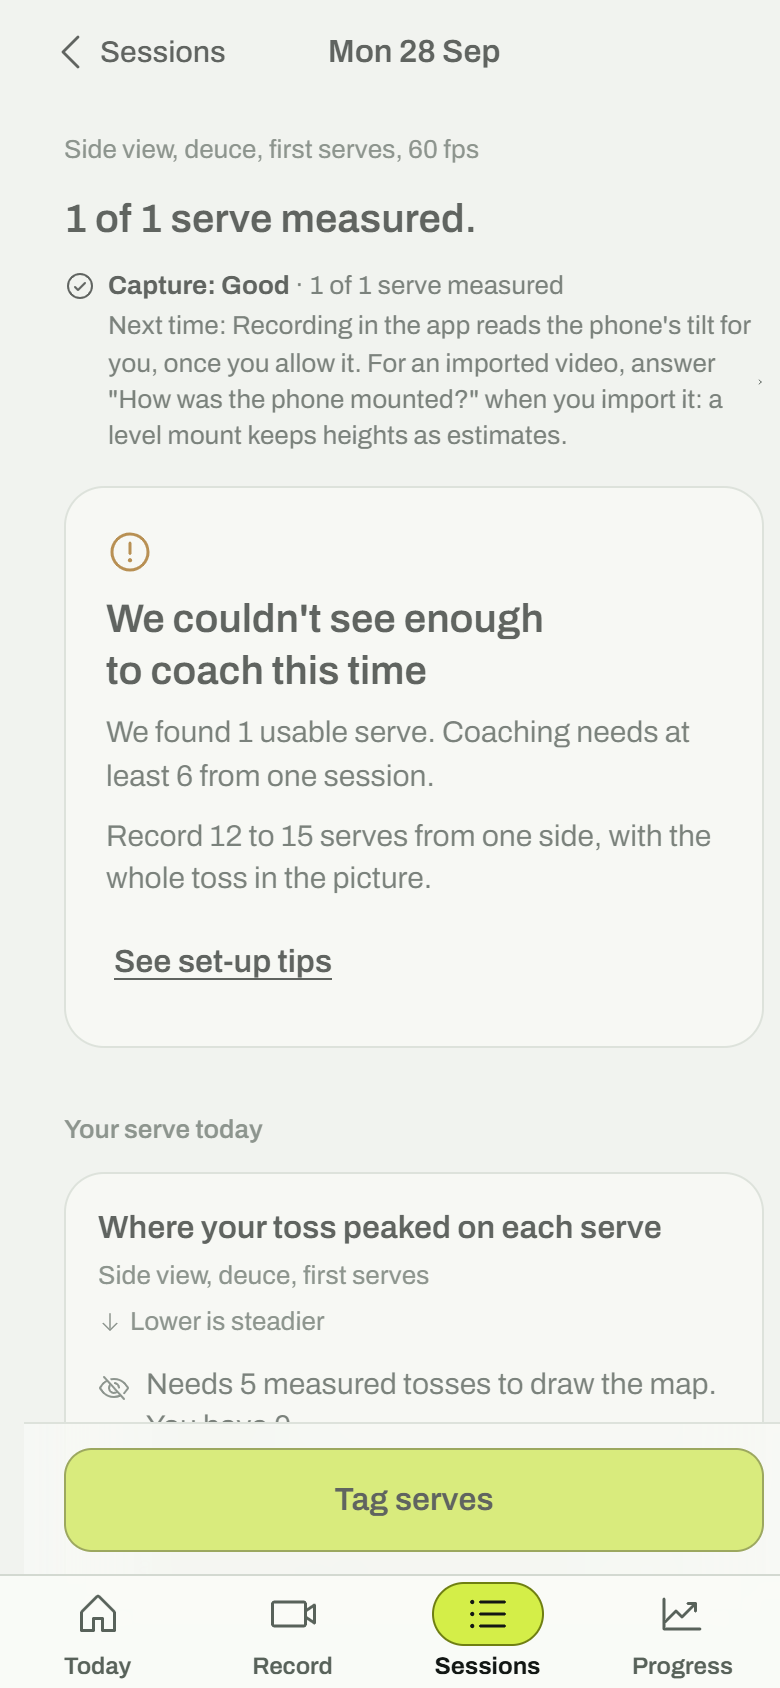 Sessions
Mon 28 Sep
Side view, deuce, first serves, 60 fps
1 of 1 serve measured.
Capture: Good · 1 of 1 serve measured
Next time: Recording in the app reads the phone's tilt for
you, once you allow it. For an imported video, answer
"How was the phone mounted?" when you import it: a
level mount keeps heights as estimates.
We couldn't see enough
to coach this time
We found 1 usable serve. Coaching needs at
least 6 from one session.
Record 12 to 15 serves from one side, with the
whole toss in the picture.
See set-up tips
Your serve today
Where your toss peaked on each serve
Side view, deuce, first serves
Lower is steadier
Needs 5 measured tosses to draw the map.
You have
Tag serves
Today
Record
Sessions
Progress